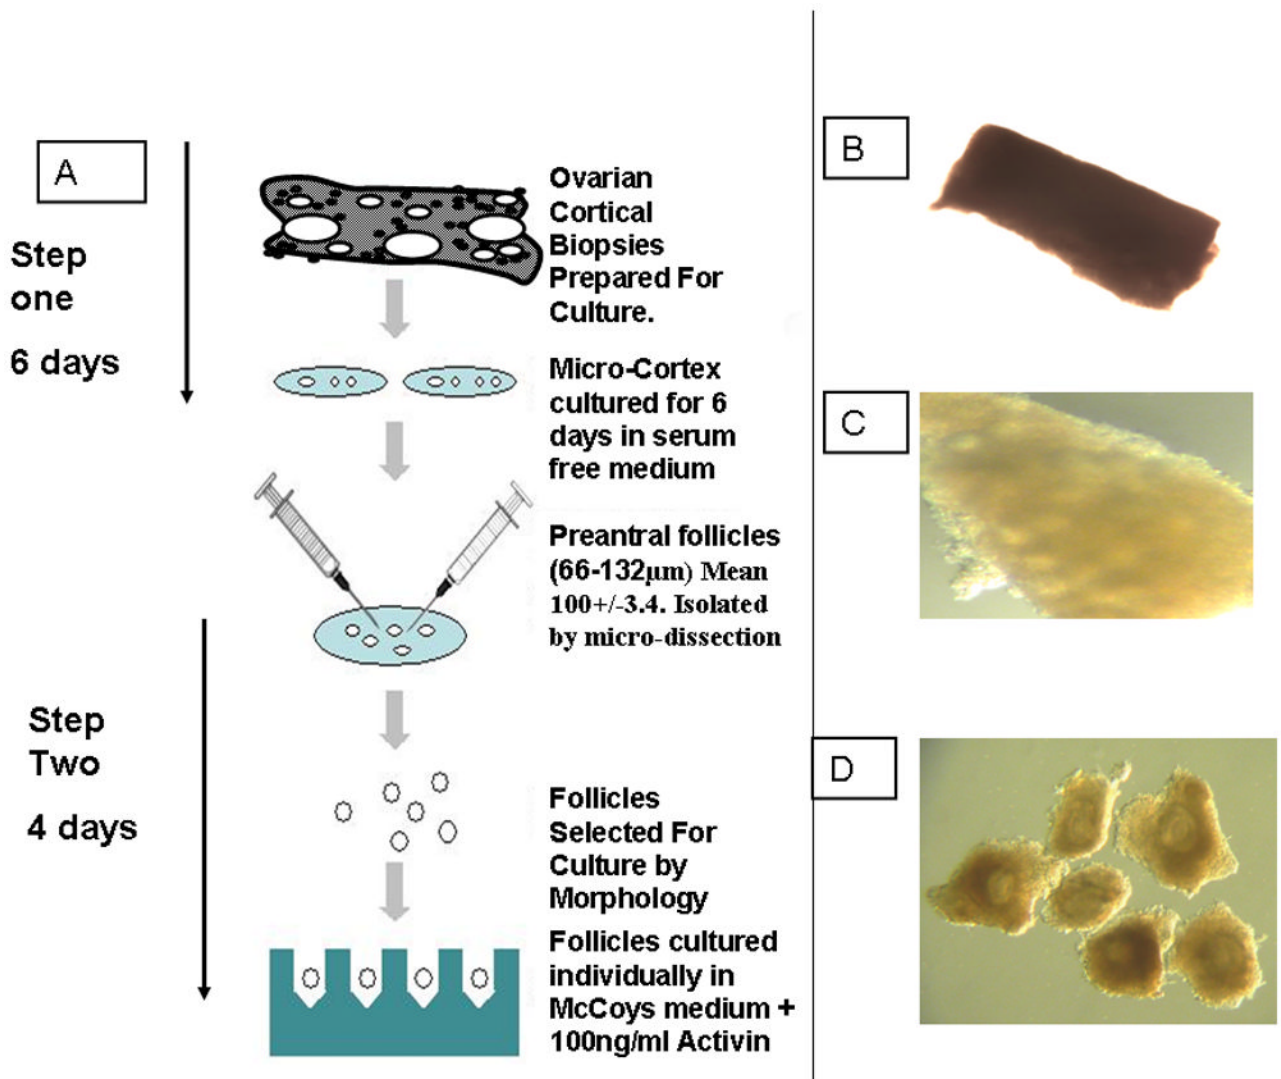 A
Step
one
6 days
Ovarian
Cortical
Biopsies
Prepared For
Culture.
Micro-Cortex
cultured for 6
days in serum
free medium
Preantral follicles
(66-132µm) Mean
100+/-3.4. Isolated
by micro-dissection
Step
Two
4 days
Follicles
Selected For
Culture by
Morphology
Follicles cultured
individually in
McCoys medium +
100ng/ml Activin
B
C
D